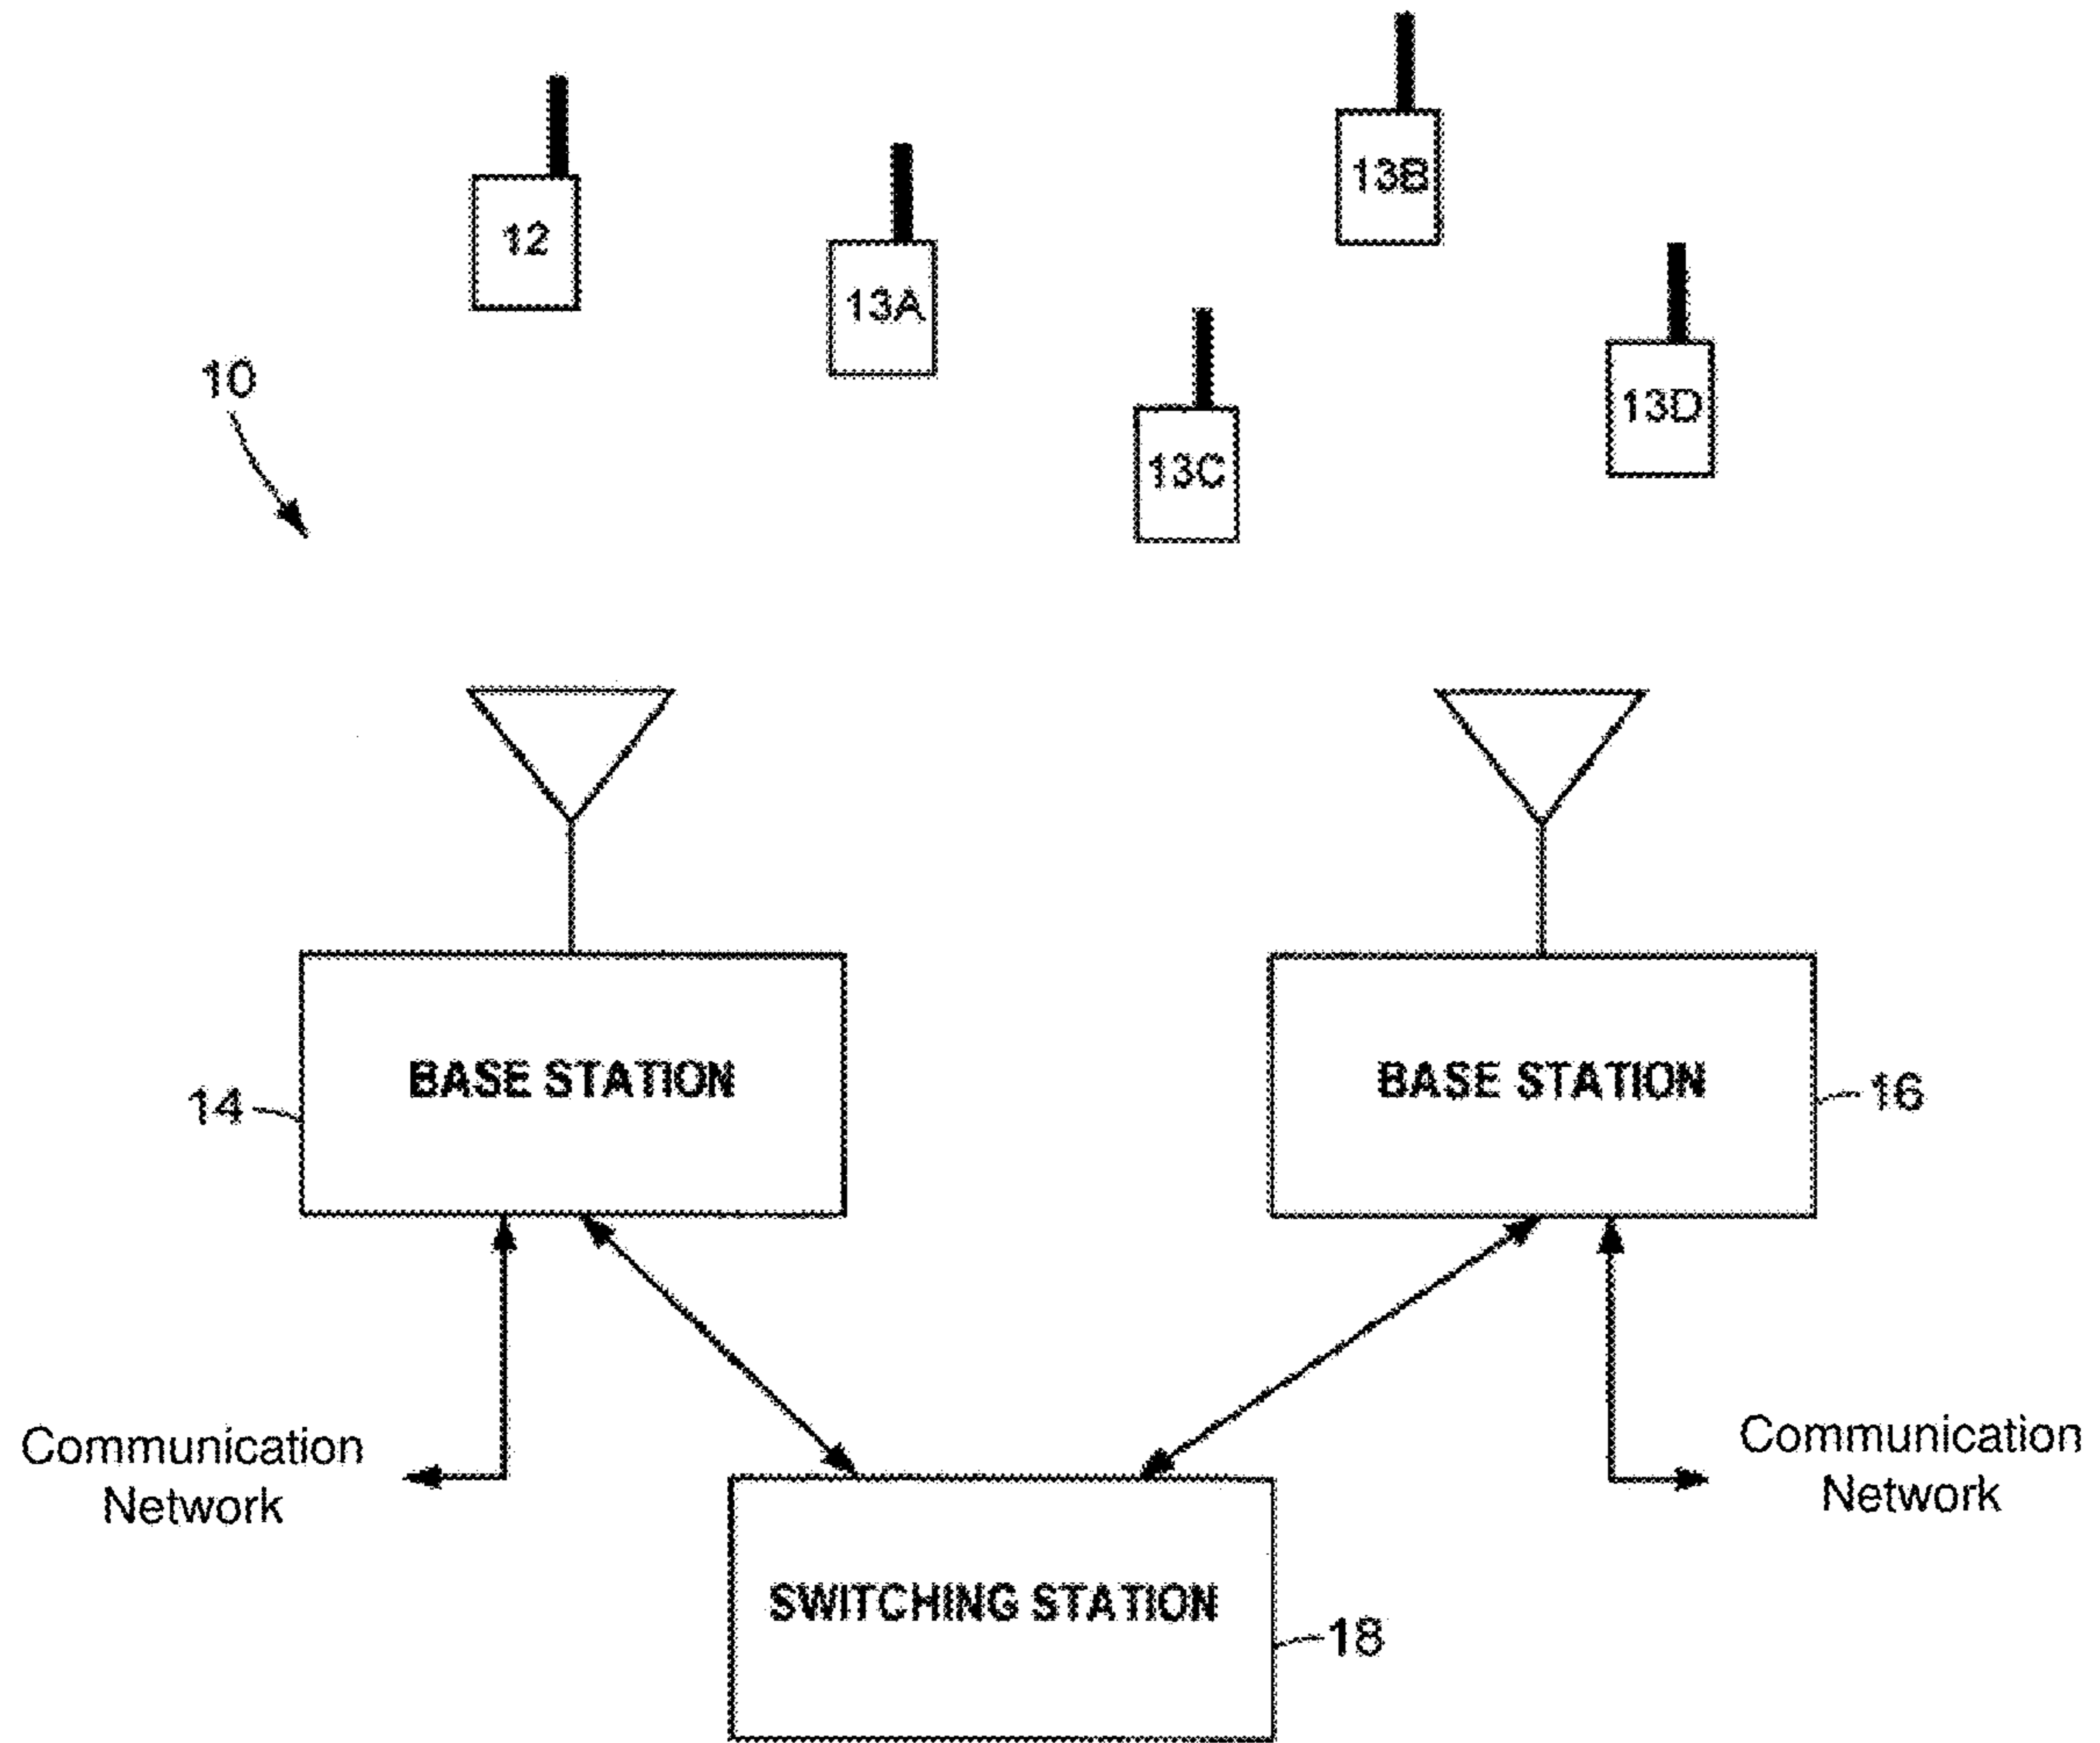 13B
12
13A
10
13D
13C
BASE STATION
BASE STATION
14
16
Communication
Network
Communication
Network
SWITCHING STATION
18